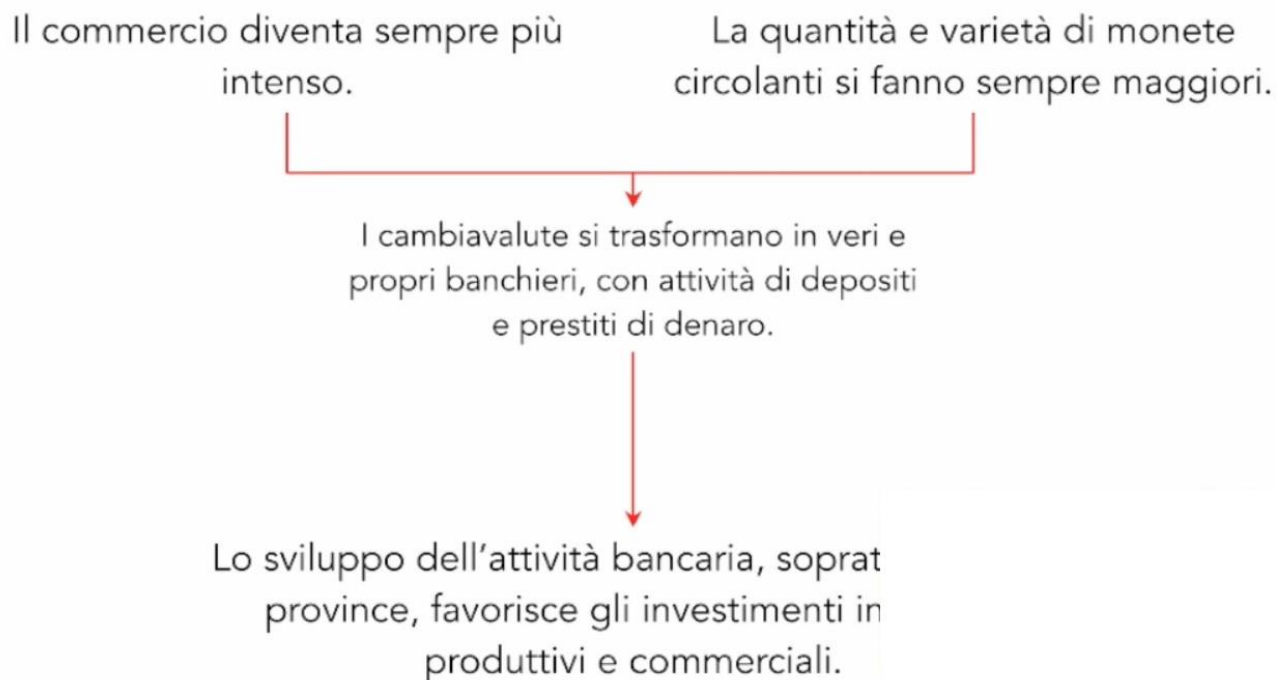 Il commercio diventa sempre più
intenso.
La quantità e varietà di monete
circolanti si fanno sempre maggiori.
I cambiavalute si trasformano in veri e
propri banchieri, con attività di depositi
e prestiti di denaro.
Lo sviluppo dell'attività bancaria, soprat
province, favorisce gli investimenti in
produttivi e commerciali.